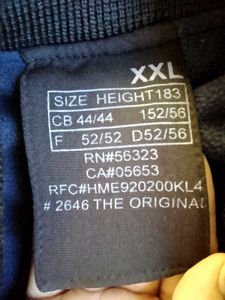 XXL
SIZE HEIGHT183
CB 44/44 152/56
F 52/52 D52/56
RN#56323
CA#05653
RFC#HME920200KL4
# 2646 THE ORIGINAL